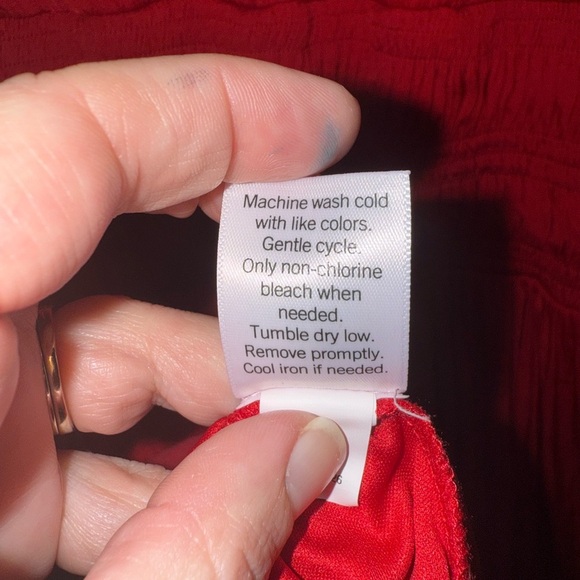 Machine wash cold
with like colors.
Gentle cycle.
Only non-chlorine
bleach when
needed.
Tumble dry low.
Remove promptly.
Cool iron if needed.